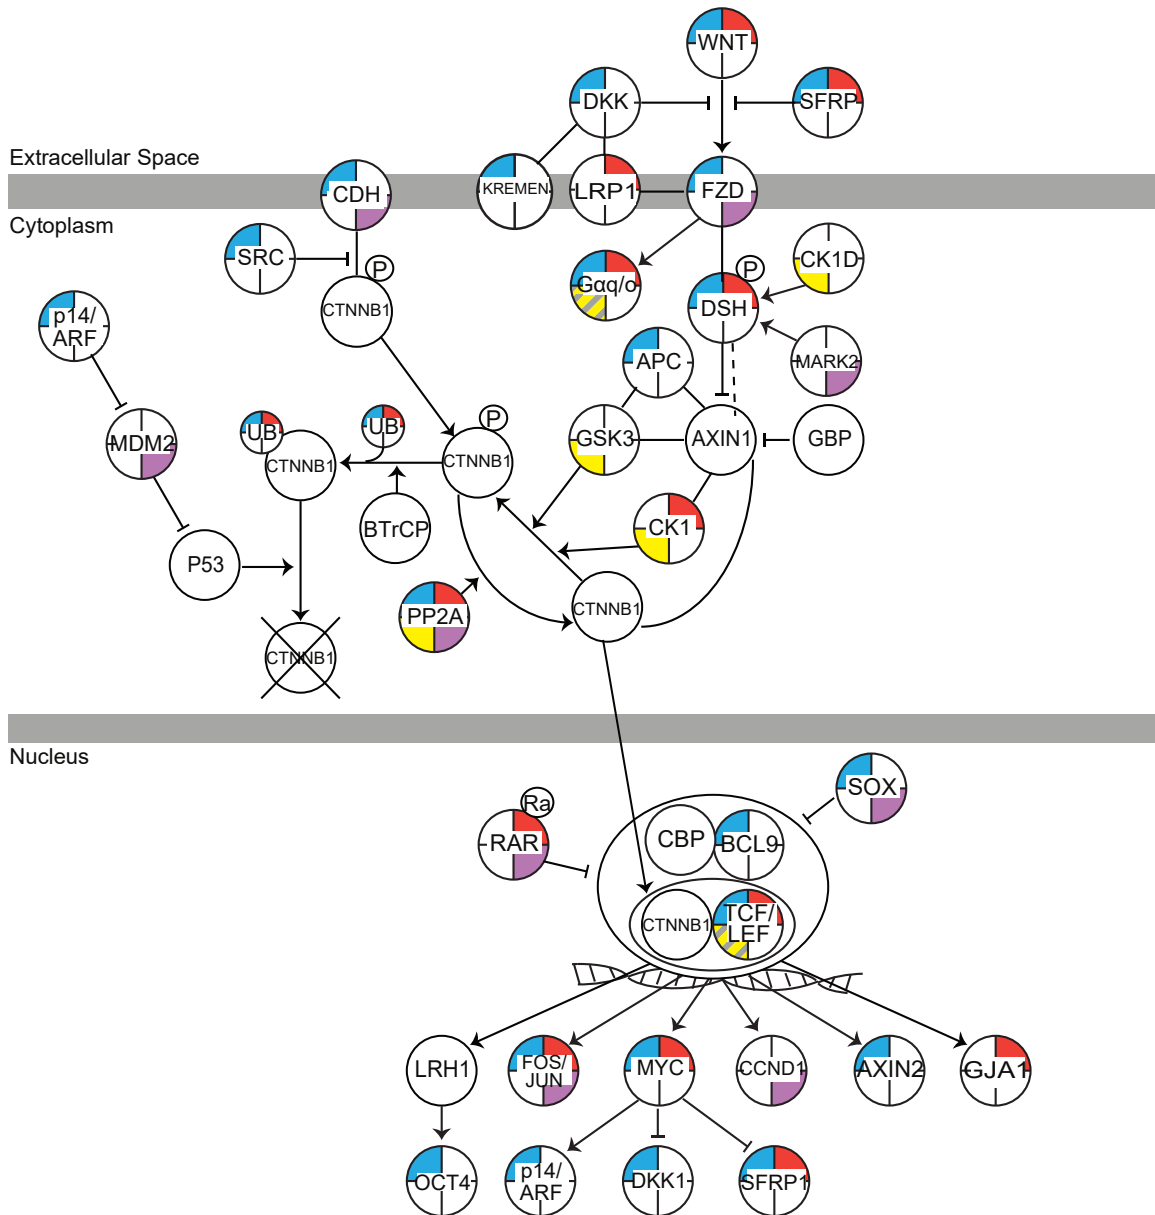 WNT
DKK
SFRP
Extracellular Space
CDH
KREMEN
LRP1
FZD
Cytoplasm
SRC
P
Gαq/o
P
DSH
CK1D
CTNNB1
p14/
ARF
APC
MARK2
MDM2
UB
CTNNB1
UB
P
CTNNB1
GSK3
AXIN1
GBP
BTrCP
CK1
P53
PP2A
CTNNB1
CTNNB1
Nucleus
SOX
Ra
RAR
CBP
BCL9
CTNNB1
TCF/
LEF
LRH1
FOS/
JUN
MYC
CCND1
AXIN2
GJA1
OCT4
p14/
ARF
DKK1
SFRP1